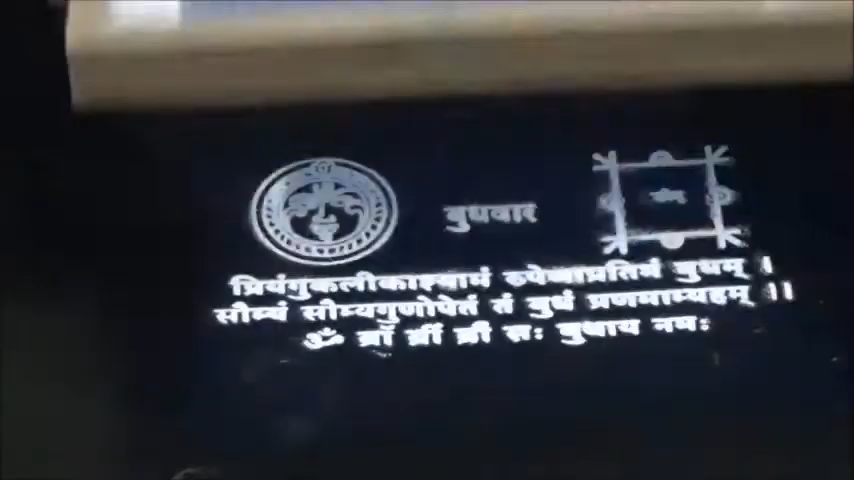 बुधवार
प्रियंगुकलीकाश्यामं रुपेणाप्रतिमं बुधम् ।
सौम्यं सौम्यगुणोपेतं तं बुधं प्रणमाम्यहम् ।।
ॐ ब्राँ ब्रीं ब्रौं सः बुधाय नमः